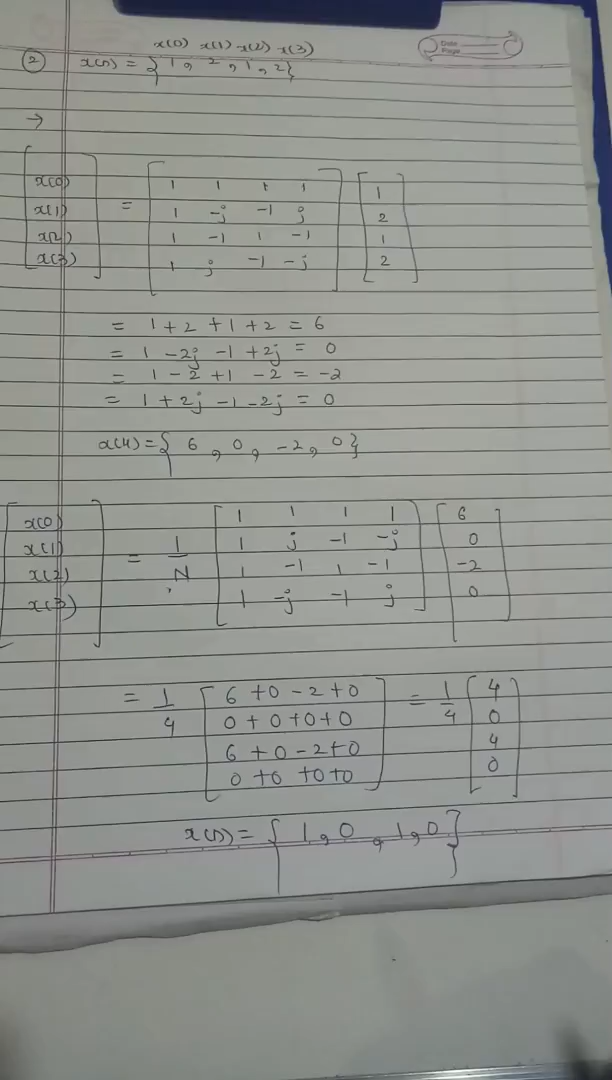 x(0) x(1) x(2) x(3)
Date
Page
② x(n) = {1, 2, 1, 2}
→
[x(0) = [1 1 1 1 [1
x(1) 1 -j -1 j 2
x(2) 1 -1 1 -1 1
x(3)] 1 j -1 -j] 2]
= 1 + 2 + 1 + 2 = 6
= 1 - 2j - 1 + 2j = 0
= 1 - 2 + 1 - 2 = -2
= 1 + 2j - 1 - 2j = 0
x(4) = {6, 0, -2, 0}
[x(0) [1 1 1 1 [6
x(1) = 1/N 1 j -1 -j 0
x(2) 1 -1 1 -1 -2
x(3)] 1 -j -1 j] 0]
= 1/4 [6 + 0 - 2 + 0 = 1/4 [4
0 + 0 + 0 + 0 0
6 + 0 - 2 + 0 4
0 + 0 + 0 + 0] 0]
x(n) = {1, 0, 1, 0}